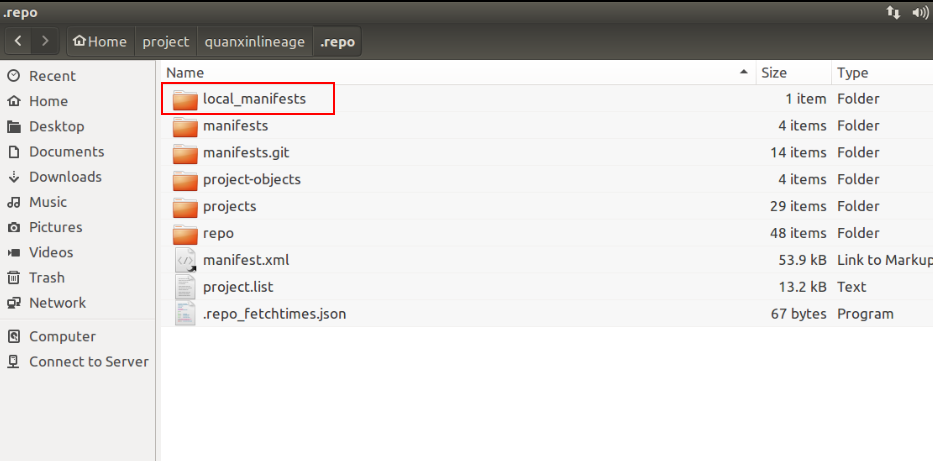 .repo
Home project quanxinlineage .repo
Name Size Type
Recent
Home
Desktop
Documents
Downloads
Music
Pictures
Videos
Trash
Network
Computer
Connect to Server
local_manifests 1 item Folder
manifests 4 items Folder
manifests.git 14 items Folder
project-objects 4 items Folder
projects 29 items Folder
repo 48 items Folder
manifest.xml 53.9 kB Link to Markup
project.list 13.2 kB Text
.repo_fetchtimes.json 67 bytes Program